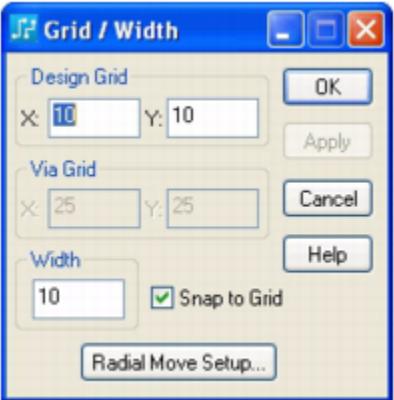 Grid / Width
Design Grid
X: 10 Y: 10
OK
Apply
Via Grid
X: 25 Y: 25
Cancel
Width
10
Snap to Grid
Help
Radial Move Setup...